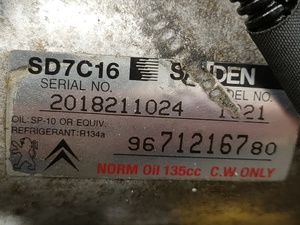 SD7C16 SANDEN
SERIAL NO. MODEL NO.
2018211024 1321
OIL: SP-10 OR EQUIV.
REFRIGERANT: R134a
9671216780
NORM Oil 135cc C.W ONLY